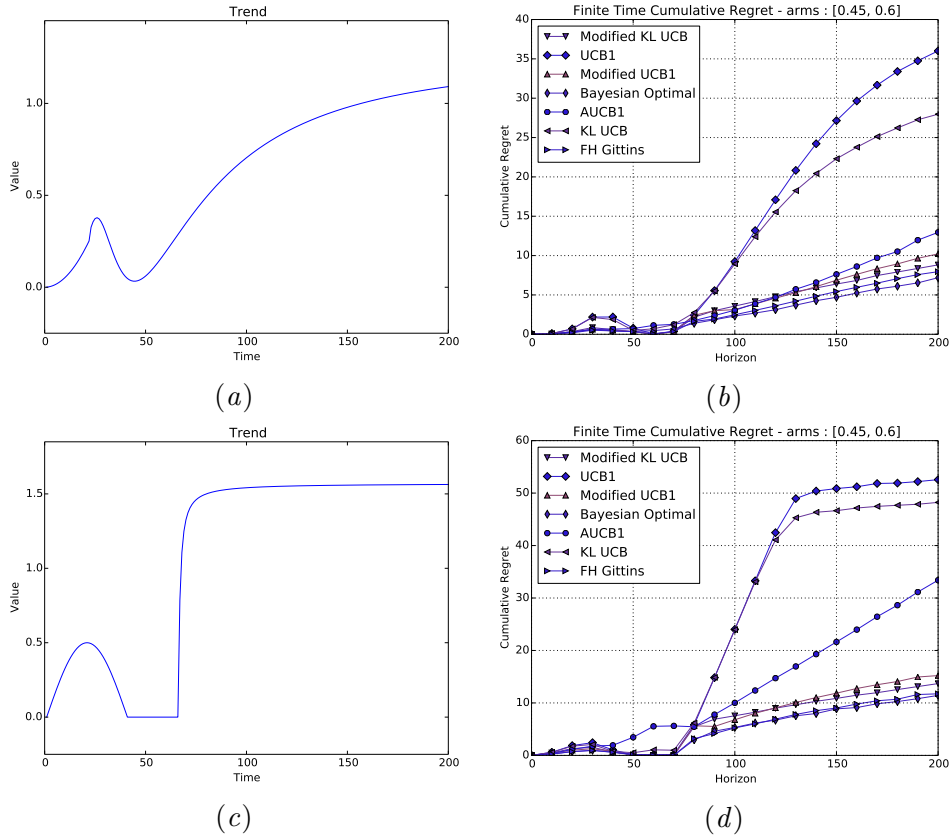 Trend
Value
1.0
0.5
0.0
0 50 100 150 200
Time
(a)
Finite Time Cumulative Regret - arms : [0.45, 0.6]
Cumulative Regret
40
35
30
25
20
15
10
5
0
Modified KL UCB
UCB1
Modified UCB1
Bayesian Optimal
AUCB1
KL UCB
FH Gittins
0 50 100 150 200
Horizon
(b)
Trend
Value
1.5
1.0
0.5
0.0
0 50 100 150 200
Time
(c)
Finite Time Cumulative Regret - arms : [0.45, 0.6]
Cumulative Regret
60
50
40
30
20
10
0
Modified KL UCB
UCB1
Modified UCB1
Bayesian Optimal
AUCB1
KL UCB
FH Gittins
0 50 100 150 200
Horizon
(d)